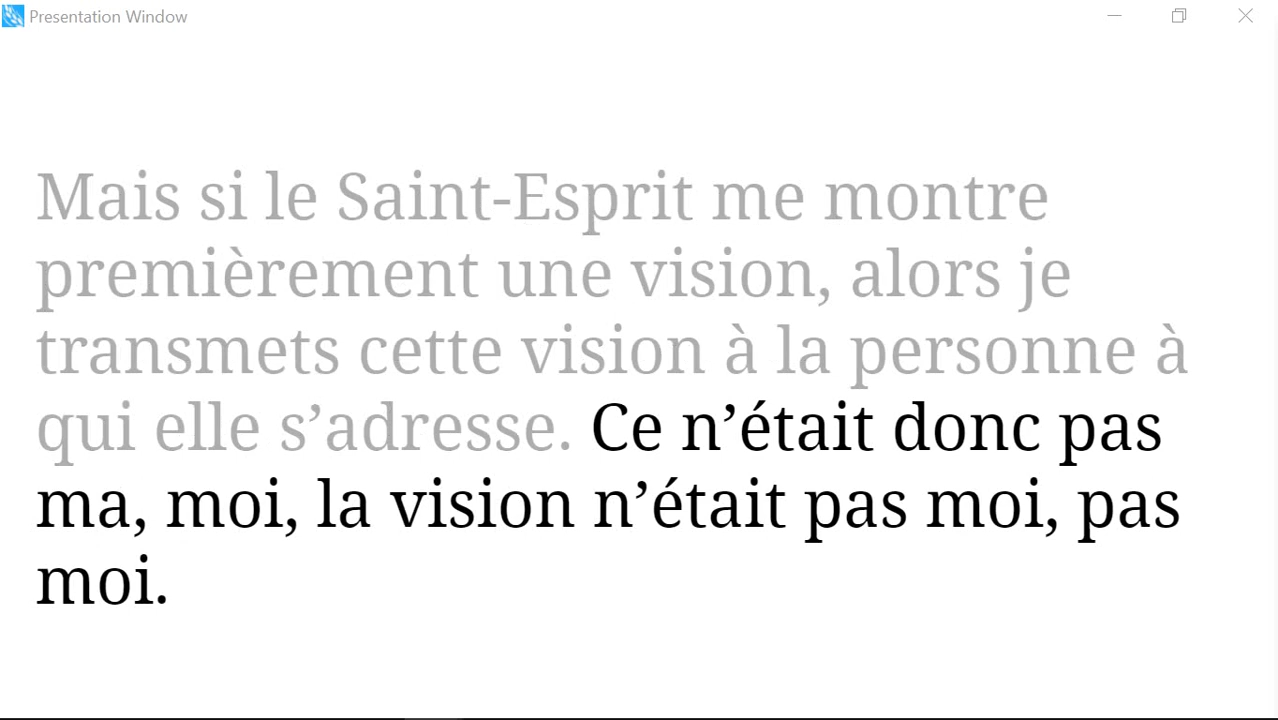 Presentation Window
Mais si le Saint-Esprit me montre
premièrement une vision, alors je
transmets cette vision à la personne à
qui elle s’adresse. Ce n’était donc pas
ma, moi, la vision n’était pas moi, pas
moi.